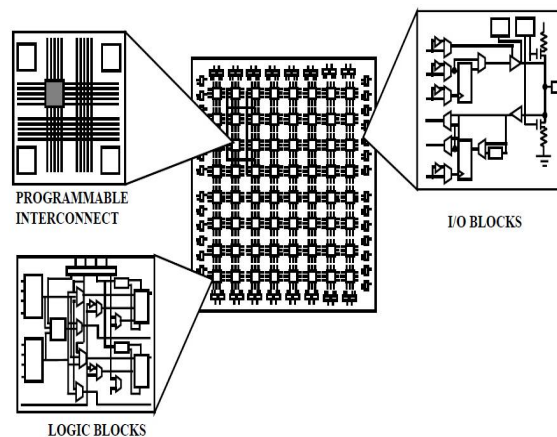 PROGRAMMABLE
INTERCONNECT
I/O BLOCKS
LOGIC BLOCKS